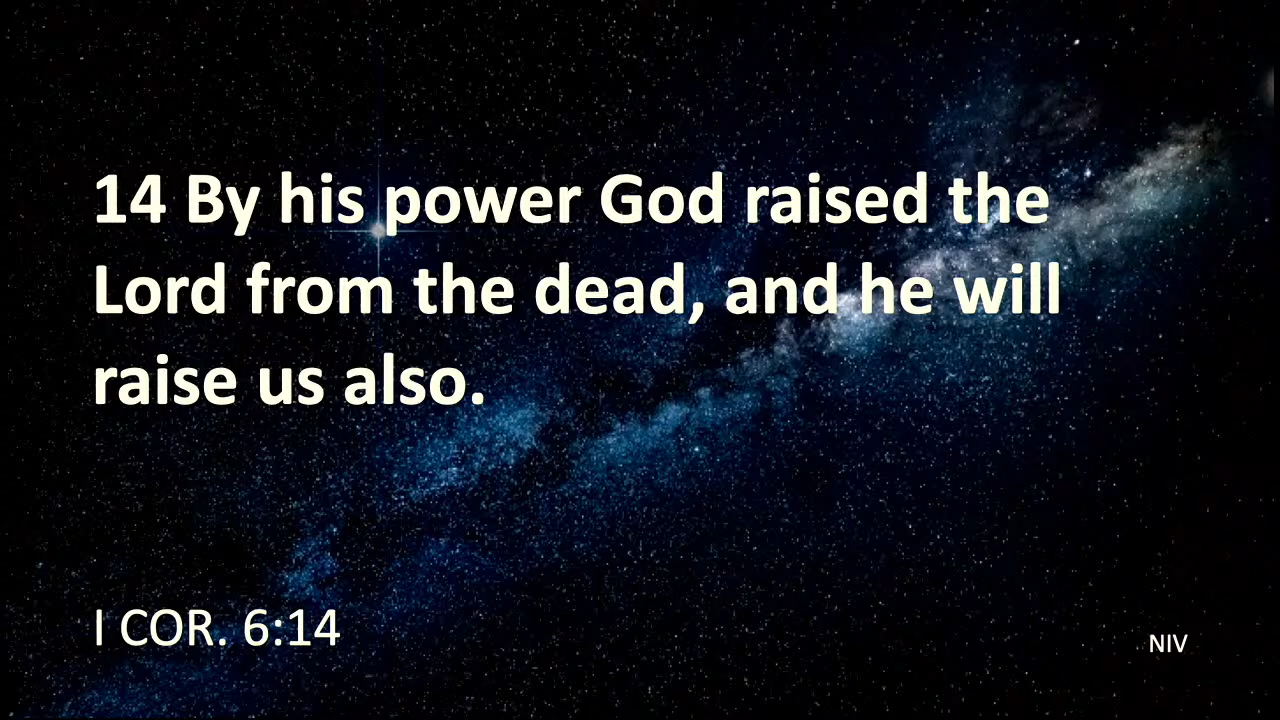 14 By his power God raised the
Lord from the dead, and he will
raise us also.
I COR. 6:14
NIV